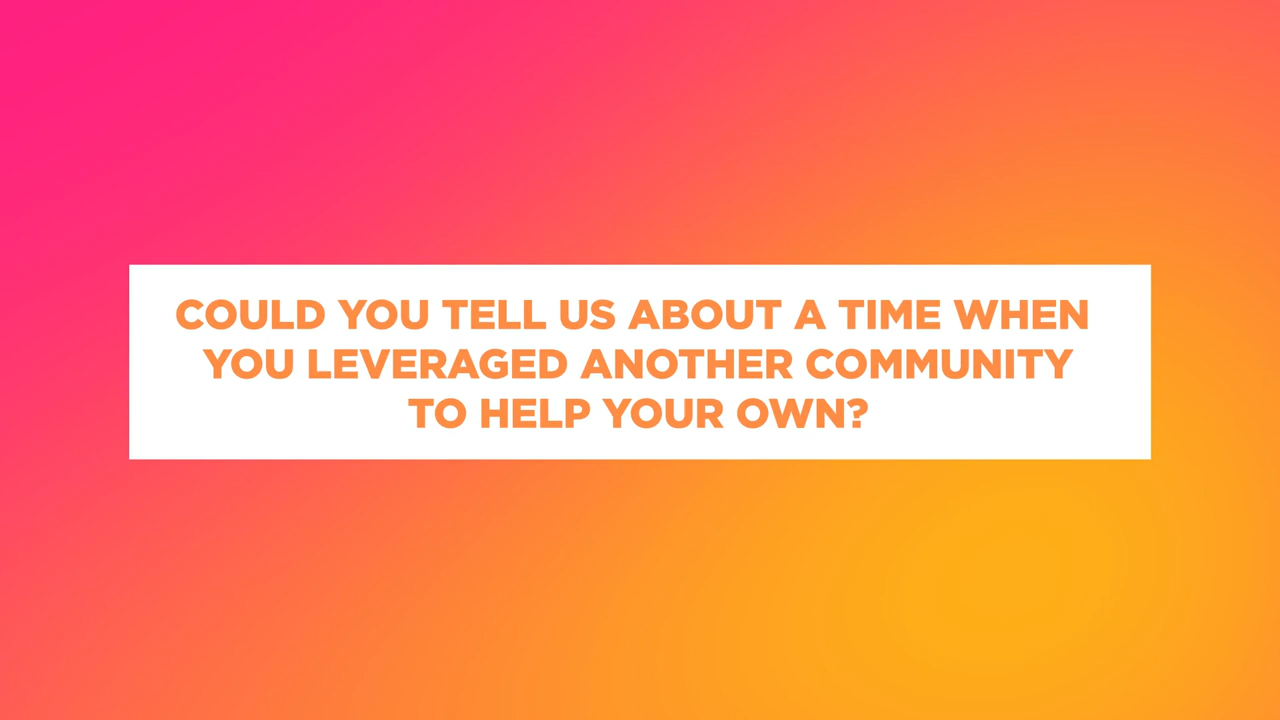 COULD YOU TELL US ABOUT A TIME WHEN
YOU LEVERAGED ANOTHER COMMUNITY
TO HELP YOUR OWN?